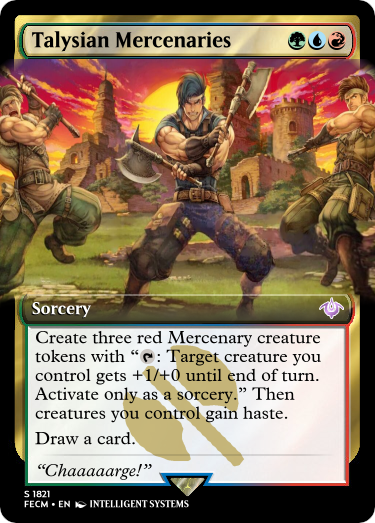 Talysian Mercenaries
Sorcery
Create three red Mercenary creature
tokens with “: Target creature you
control gets +1/+0 until end of turn.
Activate only as a sorcery.” Then
creatures you control gain haste.
Draw a card.
“Chaaaaarge!”
S 1821
FECM • EN INTELLIGENT SYSTEMS